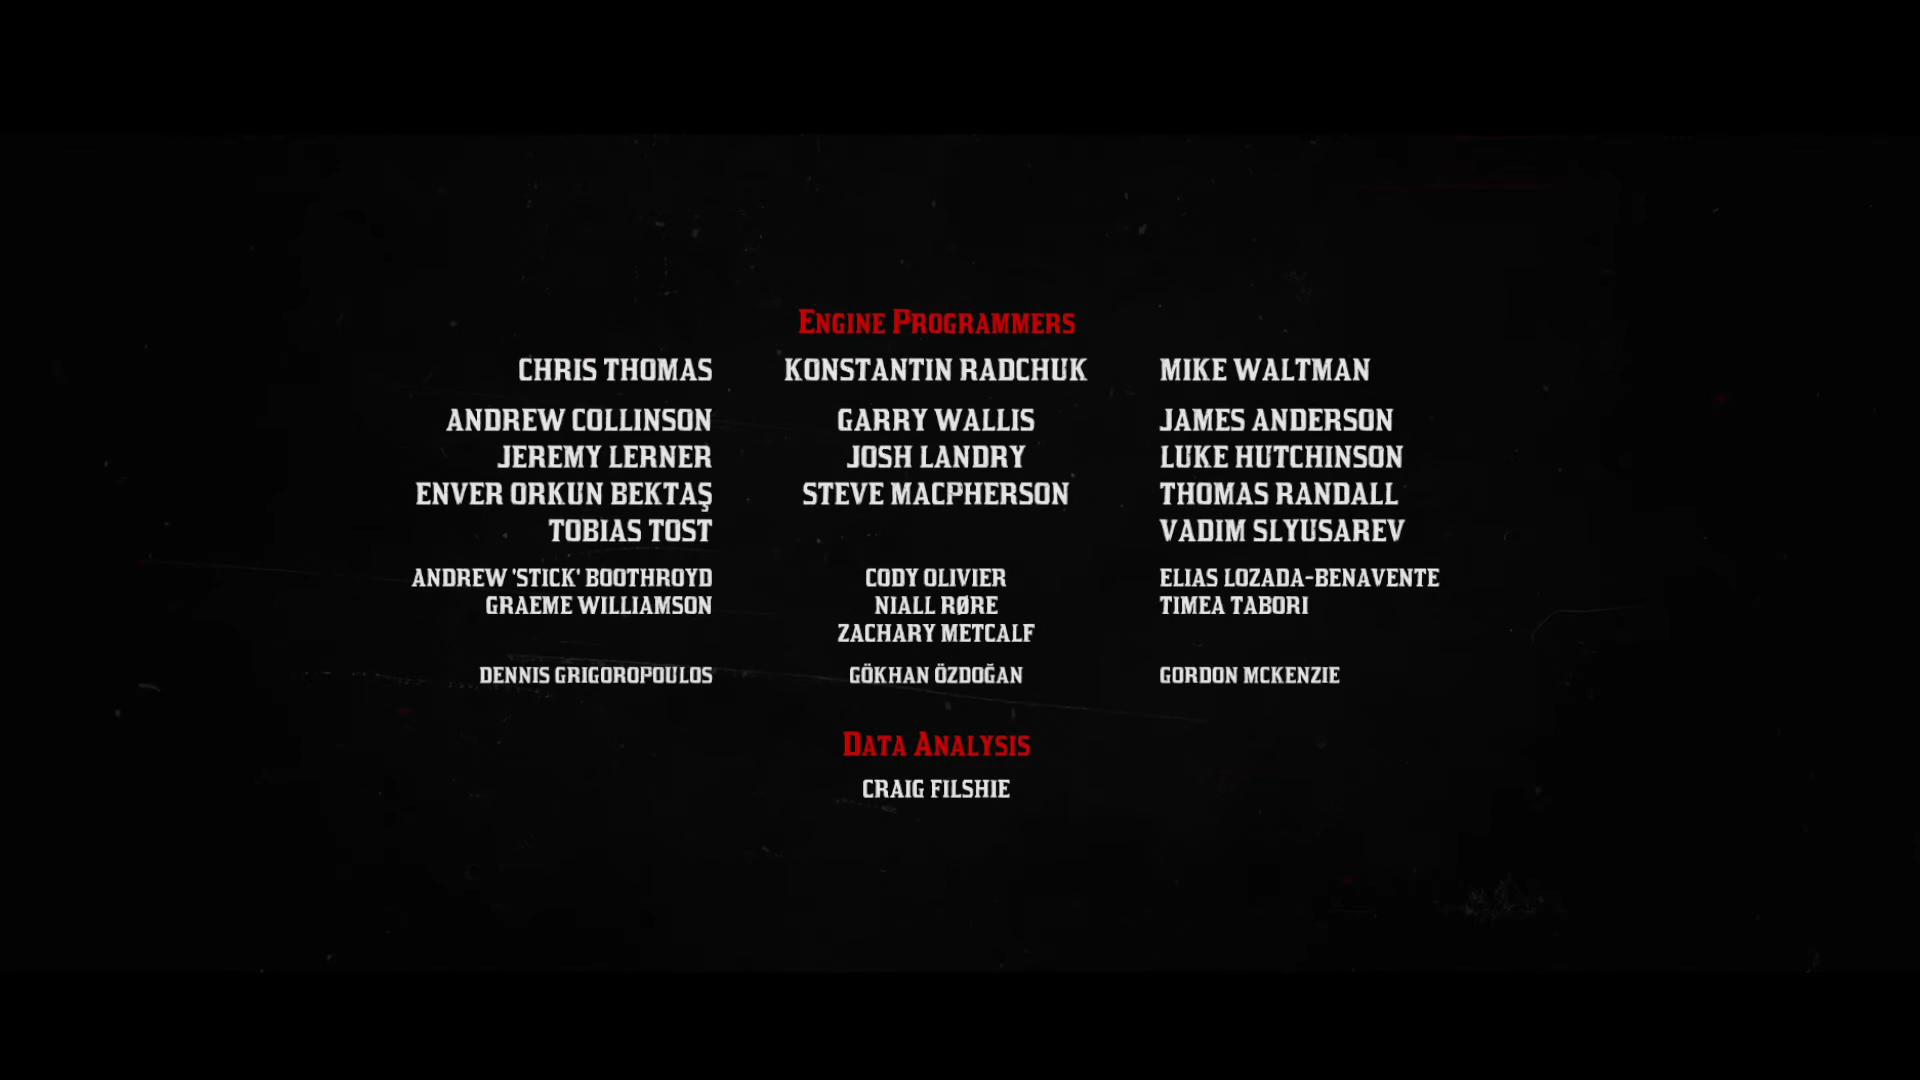 Engine Programmers
CHRIS THOMAS KONSTANTIN RADCHUK MIKE WALTMAN
ANDREW COLLINSON GARRY WALLIS JAMES ANDERSON
JEREMY LERNER JOSH LANDRY LUKE HUTCHINSON
ENVER ORKUN BEKTAŞ STEVE MACPHERSON THOMAS RANDALL
TOBIAS TOST VADIM SLYUSAREV
ANDREW 'STICK' BOOTHROYD CODY OLIVIER ELIAS LOZADA-BENAVENTE
GRAEME WILLIAMSON NIALL RØRE TIMEA TABORI
ZACHARY METCALF
DENNIS GRIGOROPOULOS GÖKHAN ÖZDOĞAN GORDON MCKENZIE
Data Analysis
CRAIG FILSHIE